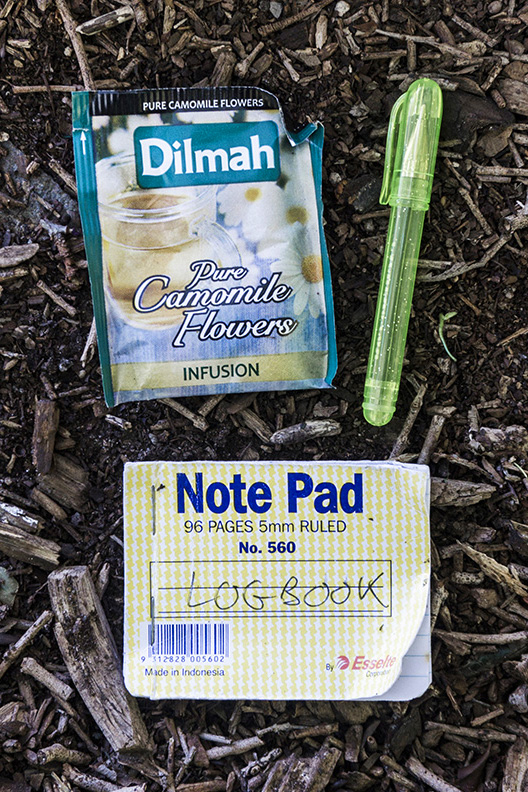 PURE CAMOMILE FLOWERS
Dilmah
Pure
Camomile
Flowers
INFUSION
Note Pad
96 PAGES 5mm RULED
No. 560
LOGBOOK
9 312828 005602
Made in Indonesia
By Esselte
Corporation